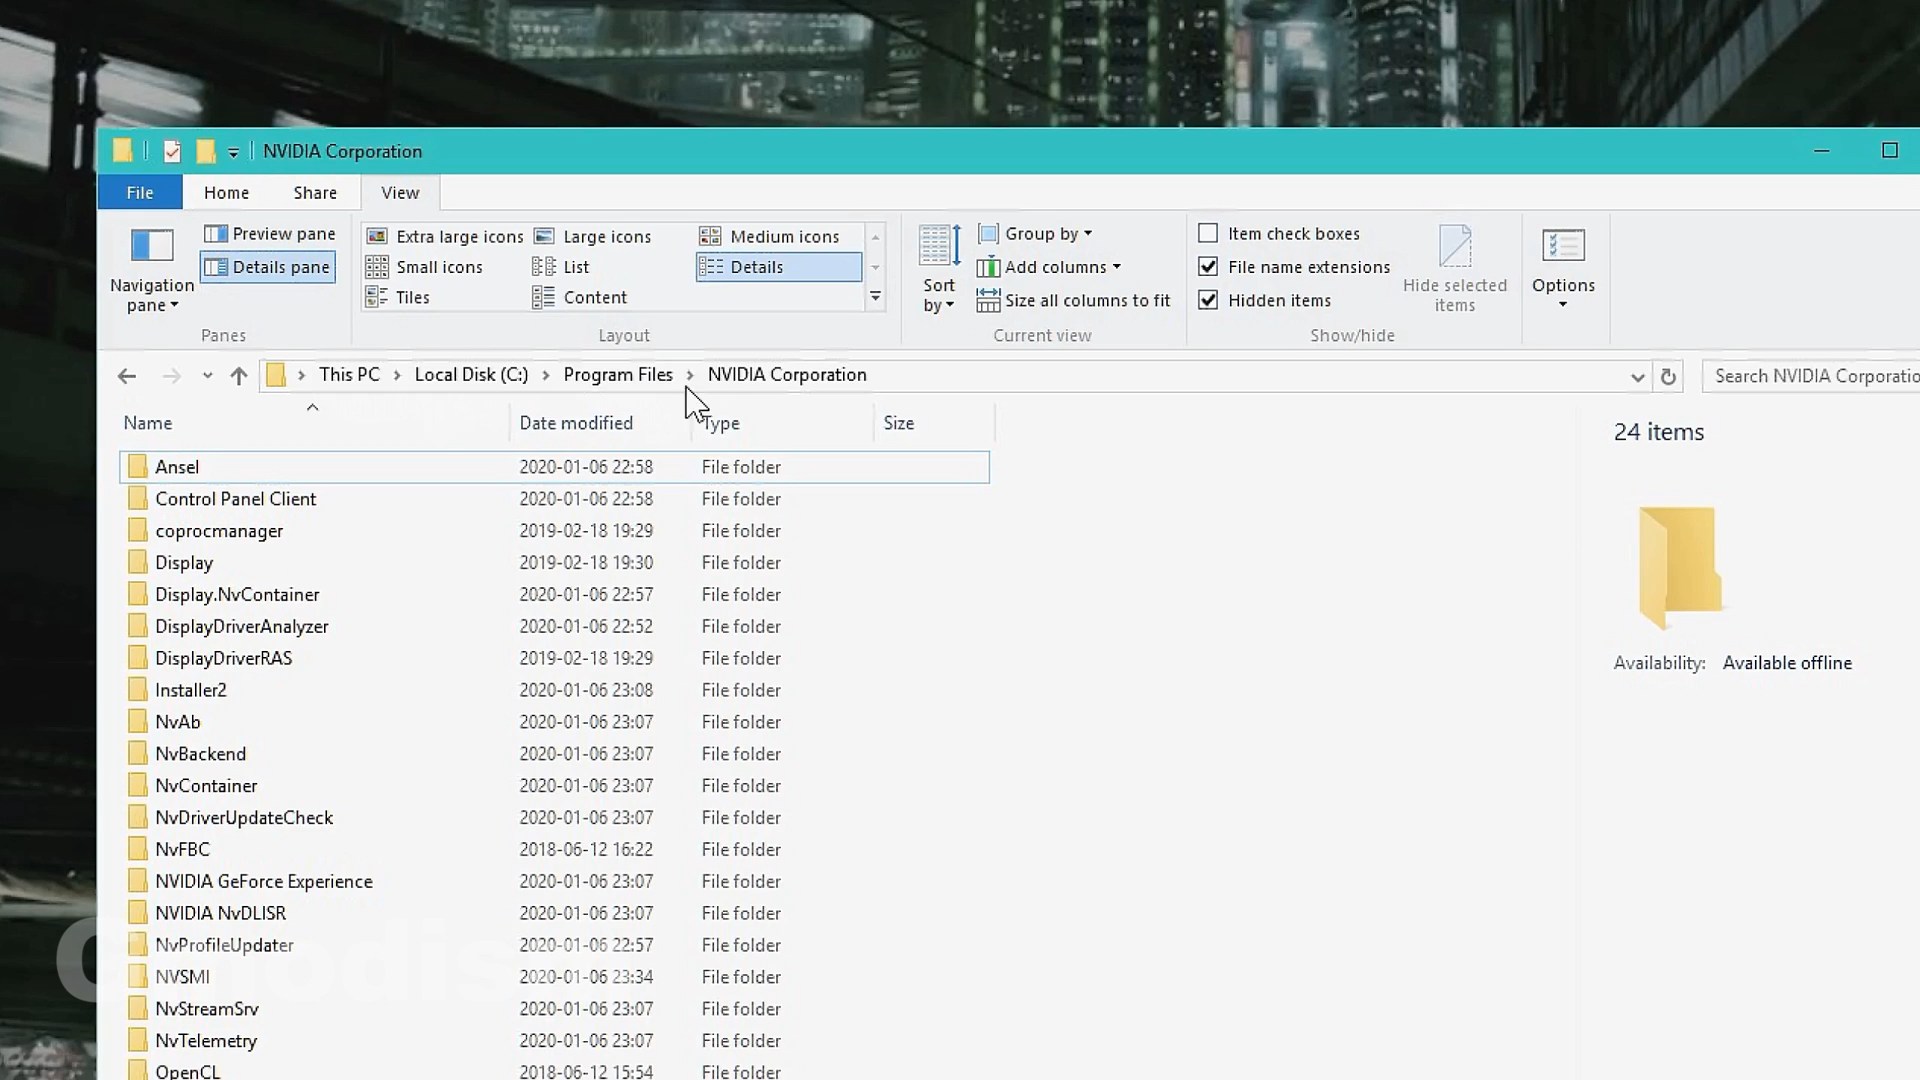 NVIDIA Corporation
File Home Share View
Navigation pane
Preview pane
Details pane
Panes
Extra large icons Large icons Medium icons
Small icons List Details
Tiles Content
Layout
Sort by
Group by
Add columns
Size all columns to fit
Current view
Item check boxes
File name extensions
Hidden items
Hide selected items
Show/hide
Options
This PC Local Disk (C:) Program Files NVIDIA Corporation
Search NVIDIA Corporatio
Name Date modified Type Size
Ansel 2020-01-06 22:58 File folder
Control Panel Client 2020-01-06 22:58 File folder
coprocmanager 2019-02-18 19:29 File folder
Display 2019-02-18 19:30 File folder
Display.NvContainer 2020-01-06 22:57 File folder
DisplayDriverAnalyzer 2020-01-06 22:52 File folder
DisplayDriverRAS 2019-02-18 19:29 File folder
Installer2 2020-01-06 23:08 File folder
NvAb 2020-01-06 23:07 File folder
NvBackend 2020-01-06 23:07 File folder
NvContainer 2020-01-06 23:07 File folder
NvDriverUpdateCheck 2020-01-06 23:07 File folder
NvFBC 2018-06-12 16:22 File folder
NVIDIA GeForce Experience 2020-01-06 23:07 File folder
NVIDIA NvDLISR 2020-01-06 23:07 File folder
NvProfileUpdater 2020-01-06 22:57 File folder
NVSMI 2020-01-06 23:34 File folder
NvStreamSrv 2020-01-06 23:07 File folder
NvTelemetry 2020-01-06 23:07 File folder
OpenCL 2018-06-12 15:54 File folder
24 items
Availability: Available offline